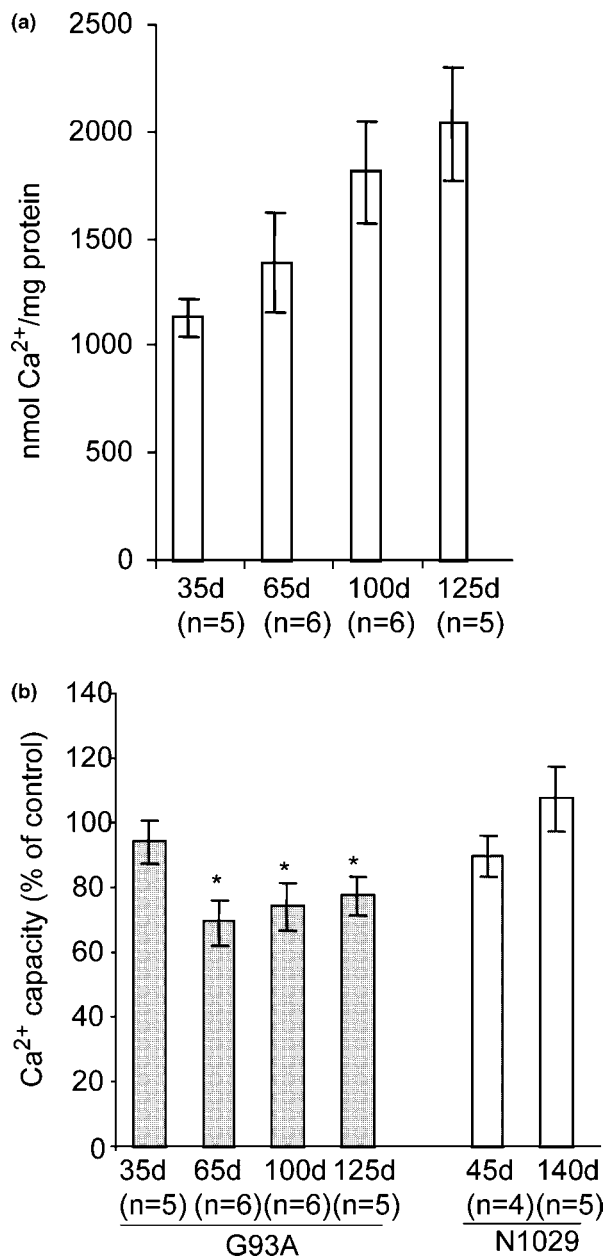 (a)
2500
2000
1500
1000
500
0
nmol Ca²⁺/mg protein
35d 65d 100d 125d
(n=5) (n=6) (n=6) (n=5)
(b)
140
120
100
80
60
40
20
0
Ca²⁺ capacity (% of control)
* * *
35d 65d 100d 125d 45d 140d
(n=5) (n=6) (n=6) (n=5) (n=4) (n=5)
G93A N1029